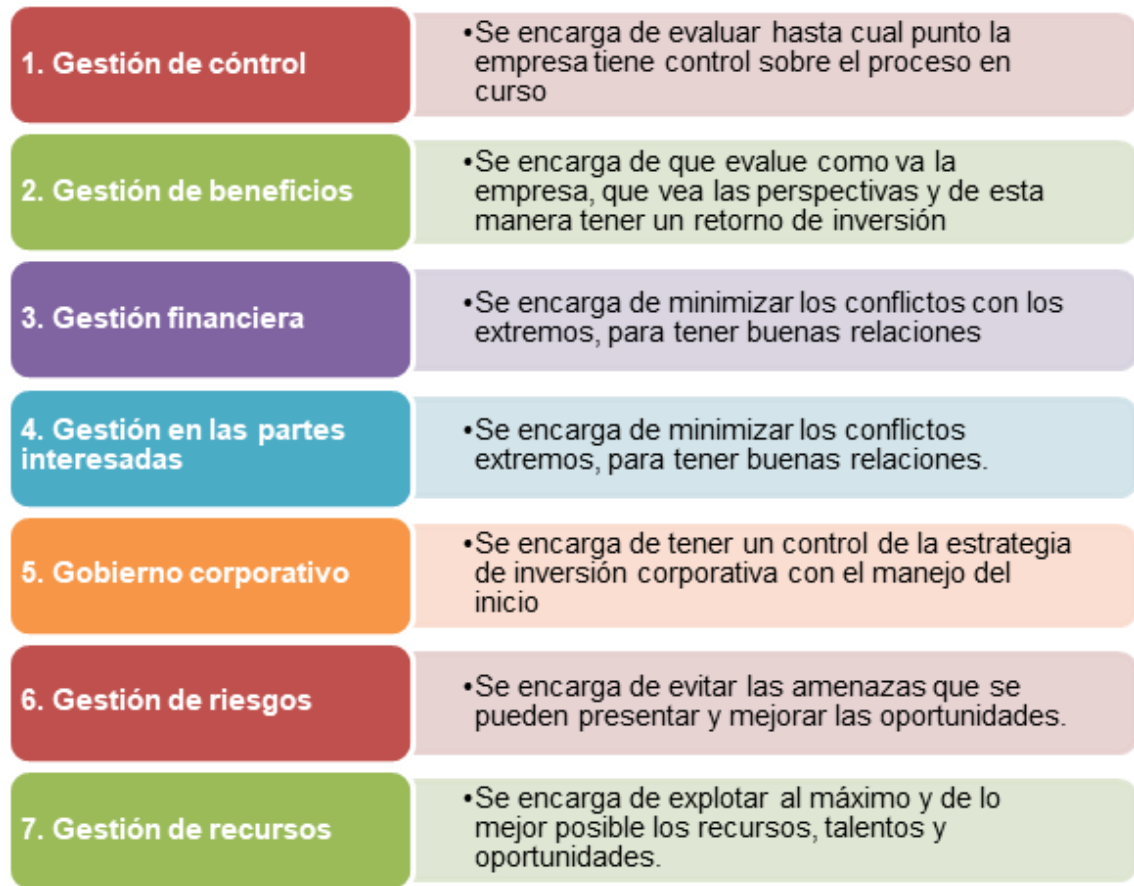 1. Gestión de cóntrol
•Se encarga de evaluar hasta cual punto la
empresa tiene control sobre el proceso en
curso
2. Gestión de beneficios
•Se encarga de que evalue como va la
empresa, que vea las perspectivas y de esta
manera tener un retorno de inversión
3. Gestión financiera
•Se encarga de minimizar los conflictos con los
extremos, para tener buenas relaciones
4. Gestión en las partes
interesadas
•Se encarga de minimizar los conflictos
extremos, para tener buenas relaciones.
5. Gobierno corporativo
•Se encarga de tener un control de la estrategia
de inversión corporativa con el manejo del
inicio
6. Gestión de riesgos
•Se encarga de evitar las amenazas que se
pueden presentar y mejorar las oportunidades.
7. Gestión de recursos
•Se encarga de explotar al máximo y de lo
mejor posible los recursos, talentos y
oportunidades.